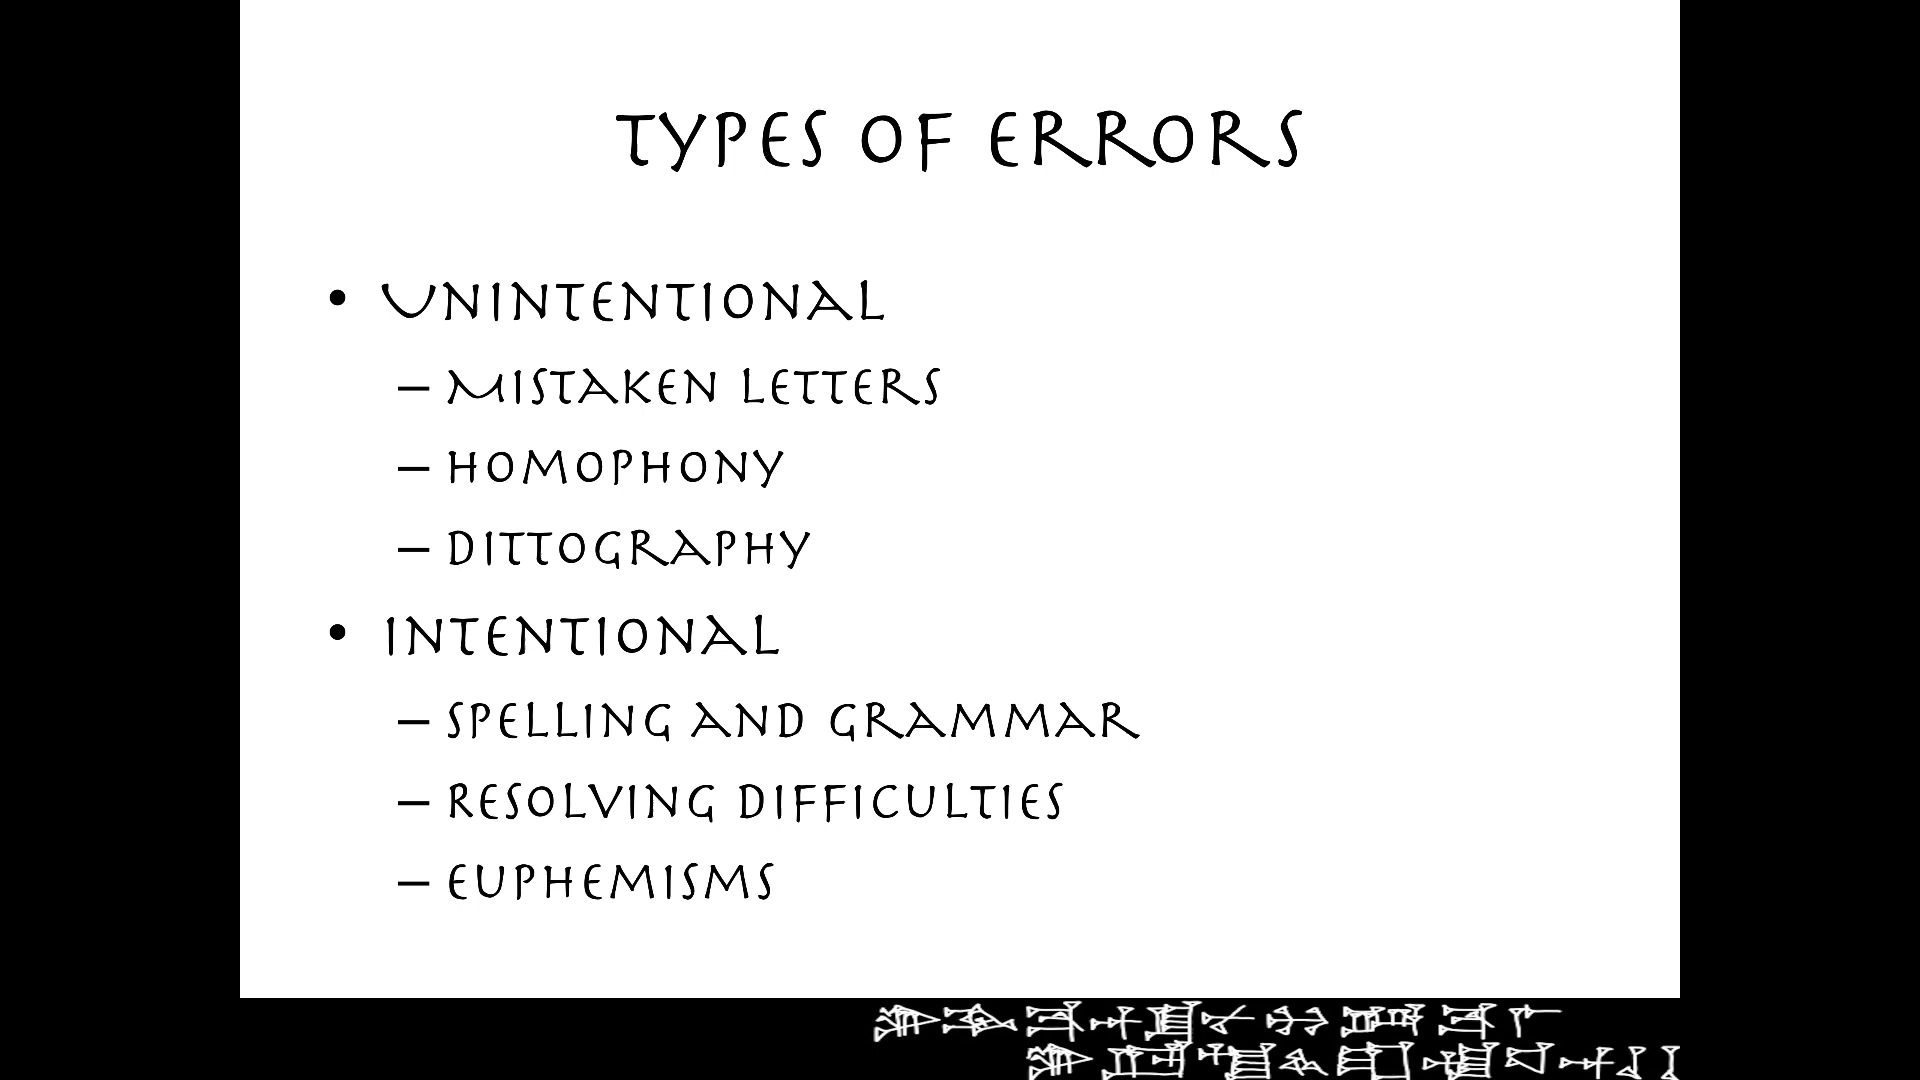 Types of Errors
• Unintentional
– Mistaken letters
– Homophony
– Dittography
• Intentional
– Spelling and Grammar
– Resolving difficulties
– Euphemisms